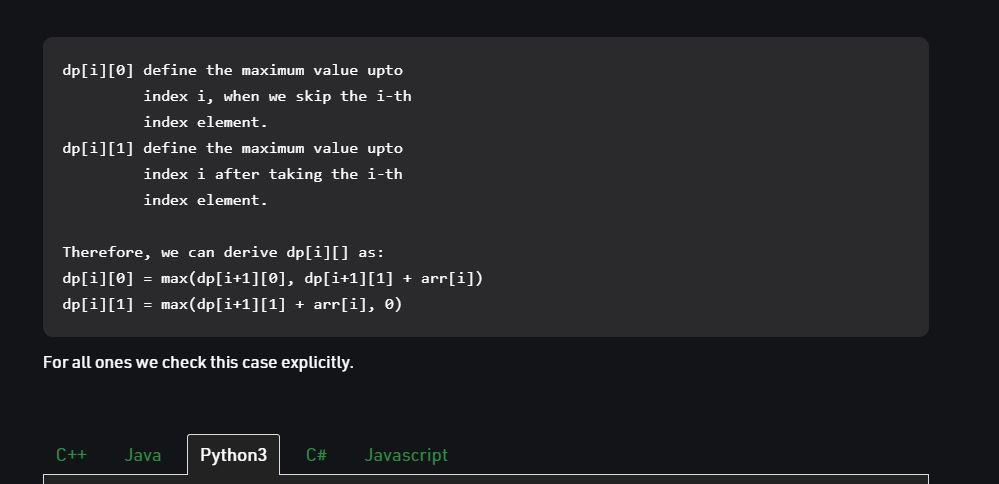 dp[i][0] define the maximum value upto
index i, when we skip the i-th
index element.
dp[i][1] define the maximum value upto
index i after taking the i-th
index element.
Therefore, we can derive dp[i][] as:
dp[i][0] = max(dp[i+1][0], dp[i+1][1] + arr[i])
dp[i][1] = max(dp[i+1][1] + arr[i], 0)
For all ones we check this case explicitly.
C++ Java Python3 C# Javascript